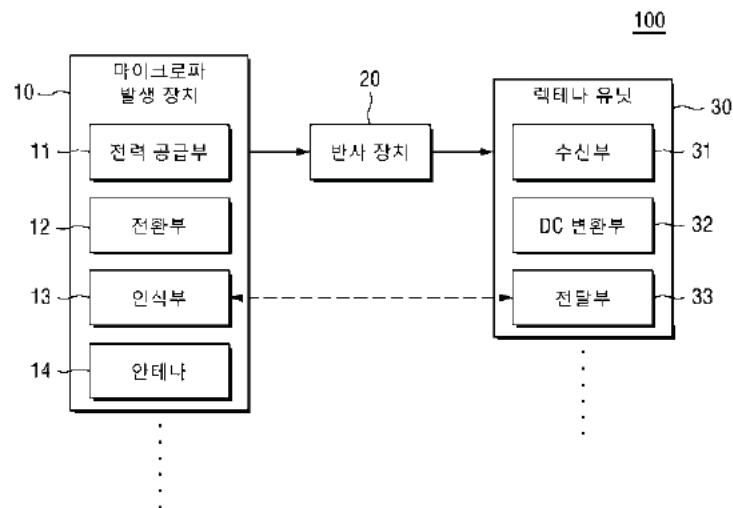 100
마이크로파
발생 장치
10
11
전력 공급부
12
전환부
13
인식부
14
안테나
20
반사 장치
렉테나 유닛
30
수신부
31
DC 변환부
32
전달부
33